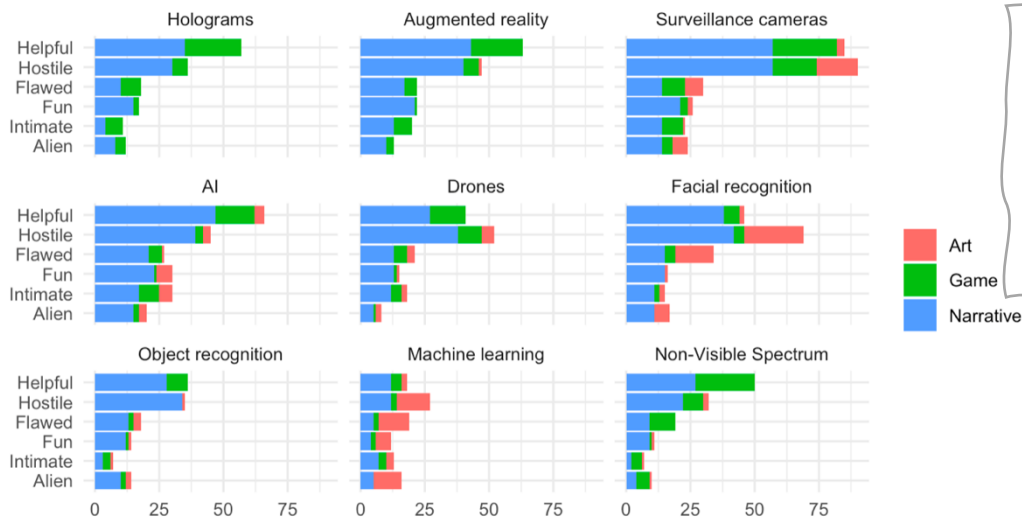 Holograms
Augmented reality
Surveillance cameras
Helpful
Hostile
Flawed
Fun
Intimate
Alien
AI
Drones
Facial recognition
Helpful
Hostile
Flawed
Fun
Intimate
Alien
Art
Game
Narrative
Object recognition
Machine learning
Non-Visible Spectrum
Helpful
Hostile
Flawed
Fun
Intimate
Alien
0 25 50 75 0 25 50 75 0 25 50 75